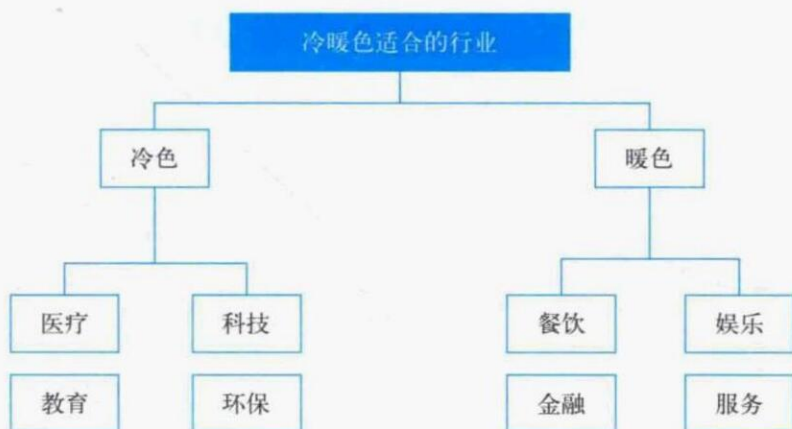 冷暖色适合的行业
冷色
暖色
医疗
科技
餐饮
娱乐
教育
环保
金融
服务